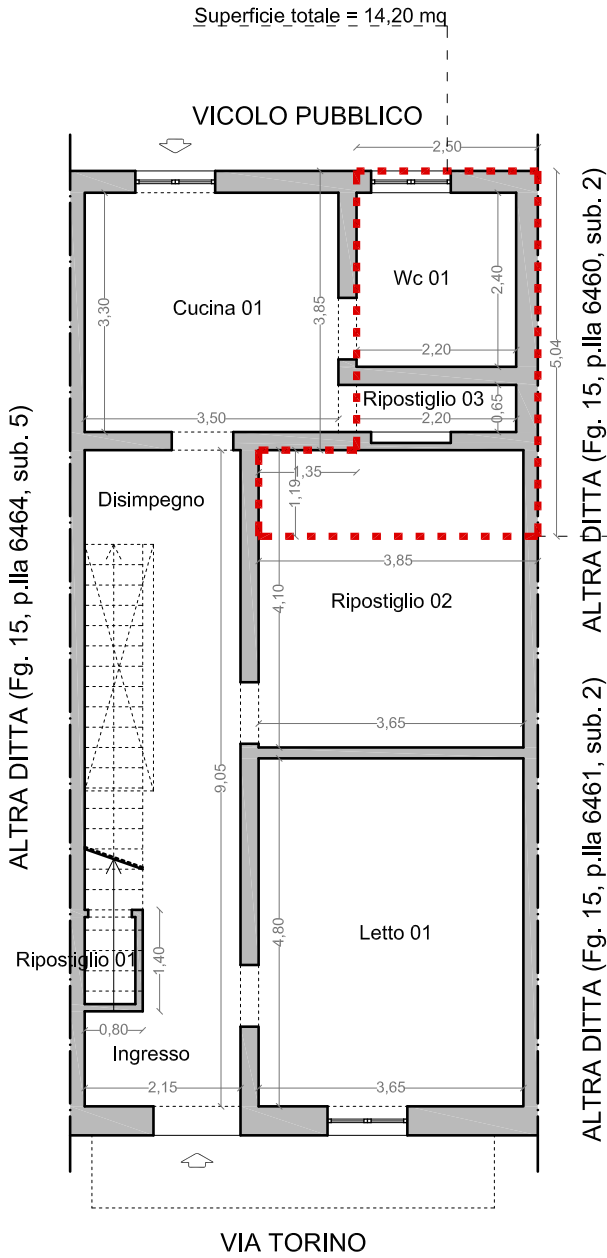 Superficie totale = 14,20 mq
VICOLO PUBBLICO
2,50
Cucina 01
3,30
3,85
3,50
Wc 01
2,40
2,20
5,04
Ripostiglio 03
2,20
0,65
ALTRA DITTA (Fg. 15, p.lla 6460, sub. 2)
ALTRA DITTA (Fg. 15, p.lla 6464, sub. 5)
Disimpegno
1,35
1,19
3,85
4,10
Ripostiglio 02
3,65
9,05
ALTRA DITTA (Fg. 15, p.lla 6461, sub. 2)
Letto 01
4,80
3,65
Ripostiglio 01
1,40
0,80
Ingresso
2,15
VIA TORINO